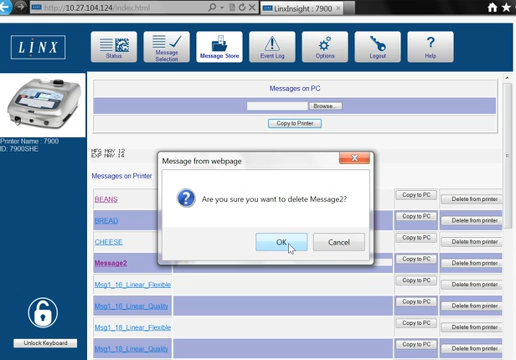 http://10.27.104.124/index.html
LinxInsight : 7900
LINX
Status
Message Selection
Message Store
Event Log
Options
Logout
Help
Messages on PC
Browse...
Copy to Printer
Printer Name : 7900
ID: 7900SHE
MFG MAY 12
EXP MAY 14
Messages on Printer
Message from webpage
Are you sure you want to delete Message2?
OK
Cancel
BEANS
Copy to PC
Delete from printer
BREAD
Copy to PC
Delete from printer
CHEESE
Copy to PC
Delete from printer
Message2
Copy to PC
Delete from printer
Msg1_16_Linear_Flexible
Copy to PC
Delete from printer
Msg1_16_Linear_Quality
Copy to PC
Delete from printer
Msg1_18_Linear_Flexible
Copy to PC
Delete from printer
Msg1_18_Linear_Quality
Copy to PC
Delete from printer
Unlock Keyboard